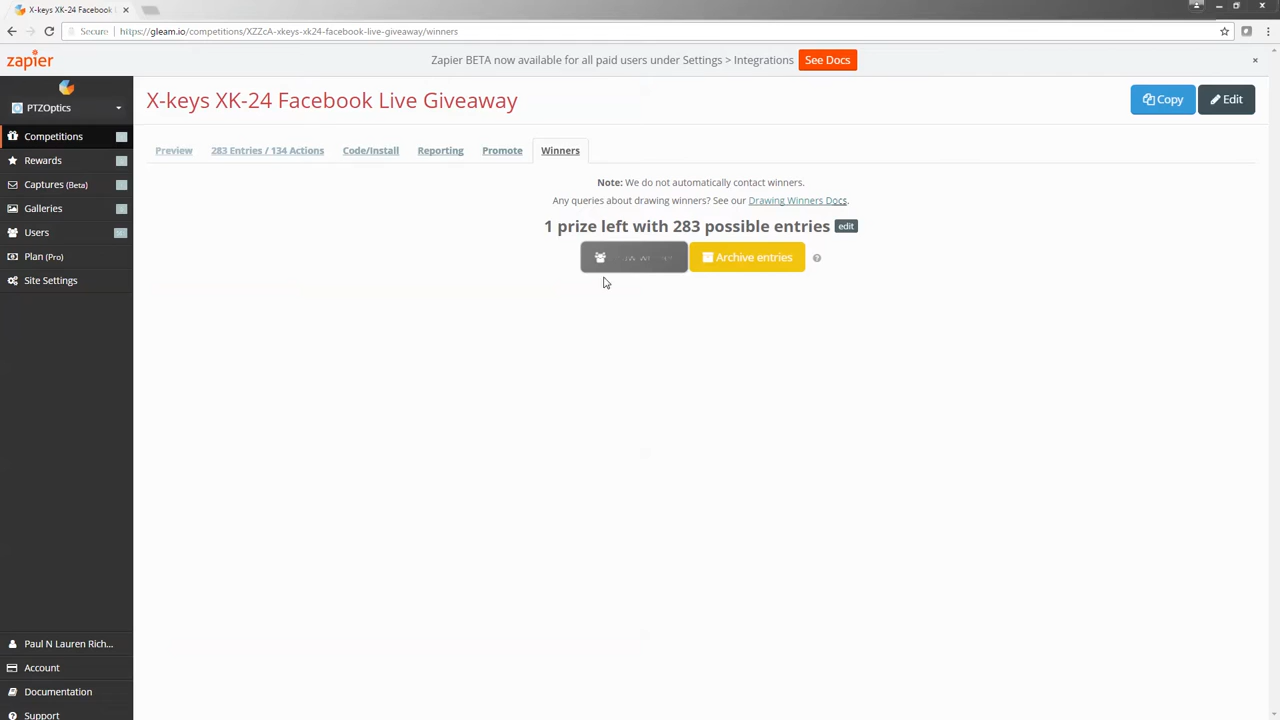 X-keys XK-24 Facebook L
Secure
https://gleam.io/competitions/XZZcA-xkeys-xk24-facebook-live-giveaway/winners
zapier
Zapier BETA now available for all paid users under Settings > Integrations
See Docs
PTZOptics
X-keys XK-24 Facebook Live Giveaway
Copy
Edit
Competitions
Rewards
Captures (Beta)
Galleries
Users
Plan (Pro)
Site Settings
Preview
283 Entries / 134 Actions
Code/Install
Reporting
Promote
Winners
Note: We do not automatically contact winners.
Any queries about drawing winners? See our Drawing Winners Docs.
1 prize left with 283 possible entries
edit
Archive entries
Paul N Lauren Rich...
Account
Documentation
Support